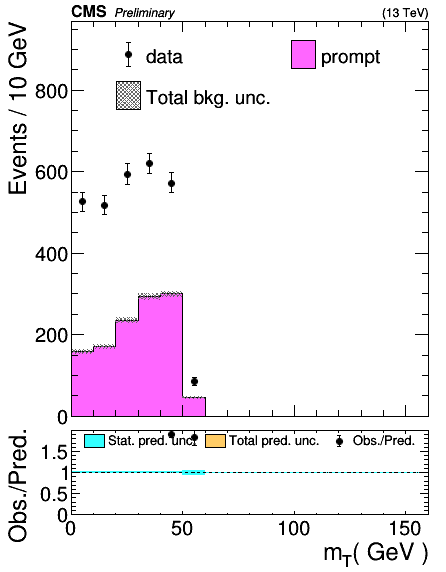 CMS Preliminary (13 TeV)
Events / 10 GeV
data
prompt
Total bkg. unc.
800
600
400
200
0
Obs./Pred.
Stat. pred. unc.
Total pred. unc.
Obs./Pred.
1.5
1
0.5
0
0 50 100 150
m_T( GeV )